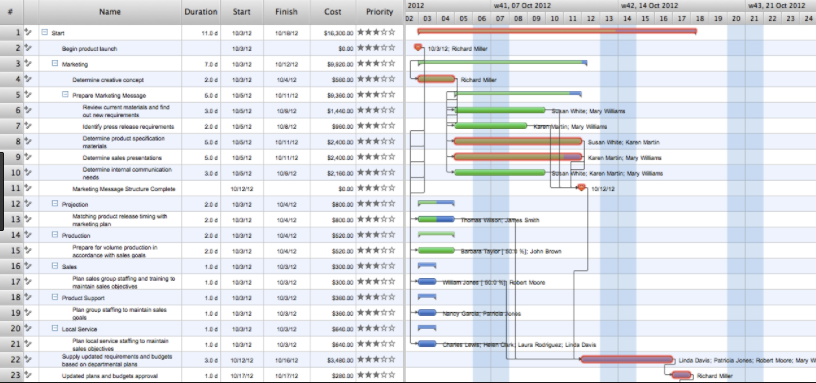 # Name Duration Start Finish Cost Priority
2012 w41, 07 Oct 2012 w42, 14 Oct 2012 w43, 21 Oct 2012
02 03 04 05 06 07 08 09 10 11 12 13 14 15 16 17 18 19 20 21 22 23 24
1 Start 11.0 d 10/3/12 10/18/12 $16,300.00
2 Begin product launch 10/3/12 $0.00 10/3/12; Richard Miller
3 Marketing 7.0 d 10/3/12 10/12/12 $9,920.00
4 Determine creative concept 2.0 d 10/3/12 10/4/12 $560.00 Richard Miller
5 Prepare Marketing Message 5.0 d 10/5/12 10/11/12 $9,360.00
6 Review current materials and find
out new requirements 3.0 d 10/5/12 10/9/12 $1,440.00 Susan White; Mary Williams
7 Identify press release requirements 2.0 d 10/5/12 10/8/12 $960.00 Karen Martin; Mary Williams
8 Determine product specification
materials 5.0 d 10/5/12 10/11/12 $2,400.00 Susan White; Karen Martin
9 Determine sales presentations 5.0 d 10/5/12 10/11/12 $2,400.00 Karen Martin; Mary Williams
10 Determine internal communication
needs 3.0 d 10/5/12 10/9/12 $2,160.00 Susan White; Karen Martin; Mary Williams
11 Marketing Message Structure Complete 10/12/12 $0.00 10/12/12
12 Projection 2.0 d 10/3/12 10/4/12 $800.00
13 Matching product release timing with
marketing plan 2.0 d 10/3/12 10/4/12 $800.00 Thomas Wilson; James Smith
14 Production 2.0 d 10/3/12 10/4/12 $520.00
15 Prepare for volume production in
accordance with sales goals 2.0 d 10/3/12 10/4/12 $520.00 Barbara Taylor [ 50.0 % ]; John Brown
16 Sales 1.0 d 10/3/12 10/3/12 $300.00
17 Plan sales group staffing and training to
maintain sales objectives 1.0 d 10/3/12 10/3/12 $300.00 William Jones [ 50.0 % ]; Robert Moore
18 Product Support 1.0 d 10/3/12 10/3/12 $360.00
19 Plan group staffing to maintain sales
goals 1.0 d 10/3/12 10/3/12 $360.00 Nancy Garcia; Patricia Jones
20 Local Service 1.0 d 10/3/12 10/3/12 $640.00
21 Plan local service staffing to maintain
sales objectives 1.0 d 10/3/12 10/3/12 $640.00 Charles Lewis; Helen Clark; Laura Rodriguez; Linda Davis
22 Supply updated requirements and budgets
based on departmental plans 3.0 d 10/12/12 10/16/12 $3,480.00 Linda Davis; Patricia Jones; Robert Moore; Mary W
23 Updated plans and budgets approval 1.0 d 10/17/12 10/17/12 $280.00 Richard Miller